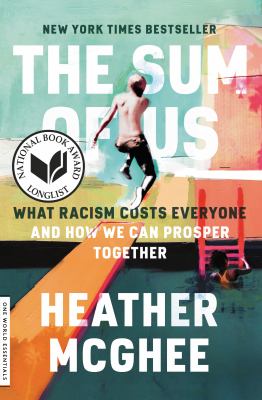 NEW YORK TIMES BESTSELLER
THE SUM
OF US
NATIONAL BOOK AWARD
LONGLIST
WHAT RACISM COSTS EVERYONE
AND HOW WE CAN PROSPER
TOGETHER
HEATHER
MCGHEE
ONE WORLD ESSENTIALS